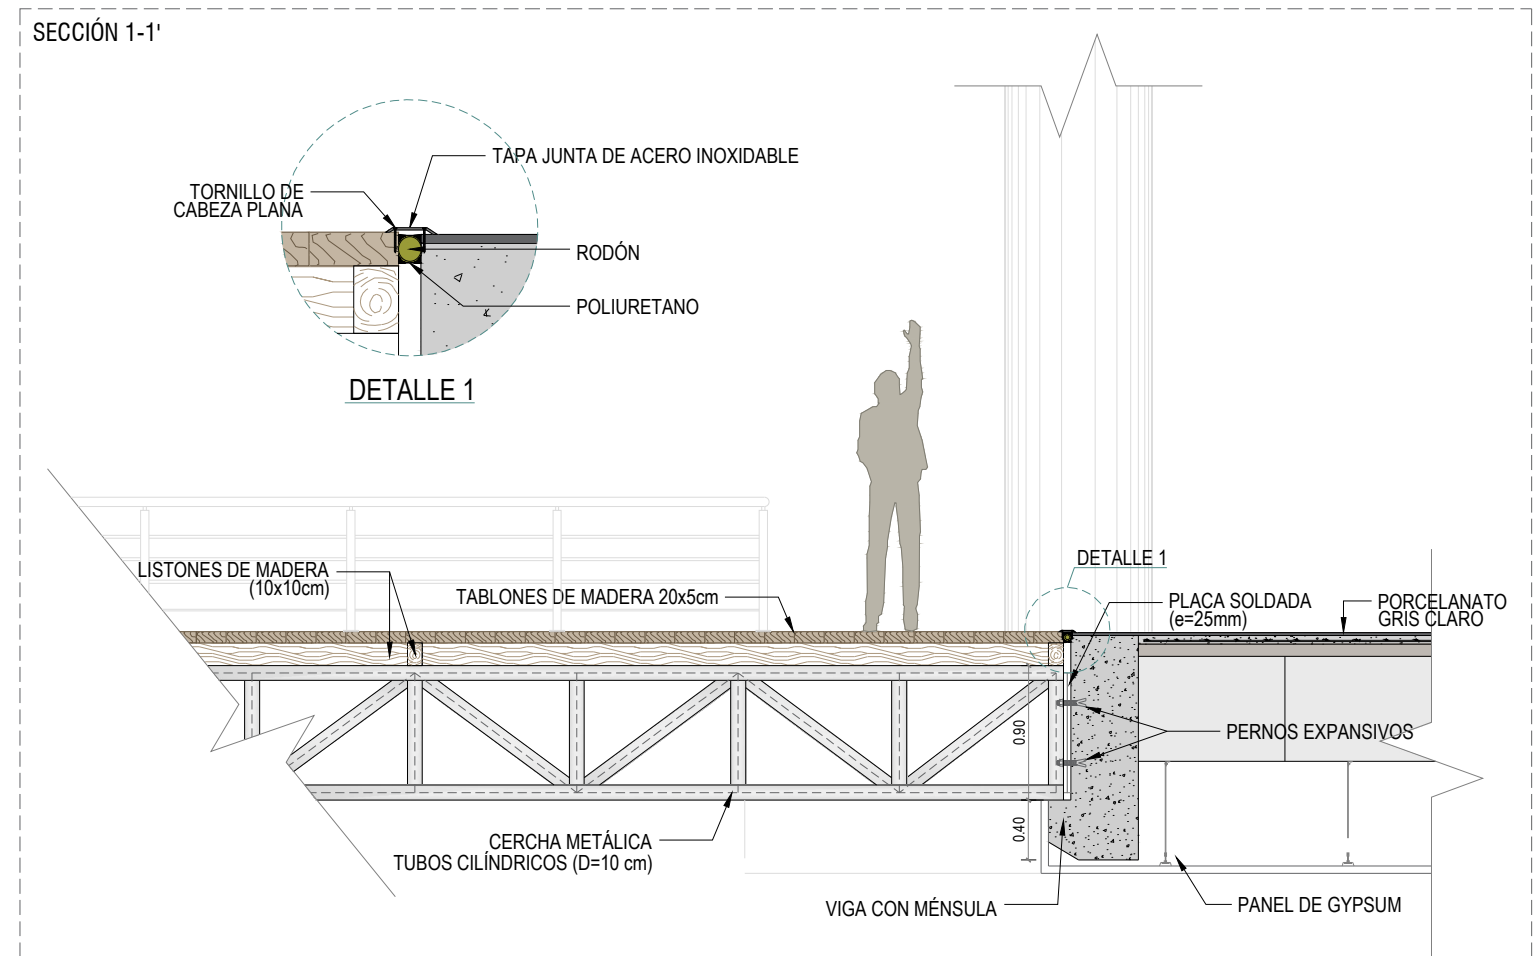 SECCIÓN 1-1'
TAPA JUNTA DE ACERO INOXIDABLE
TORNILLO DE
CABEZA PLANA
RODÓN
POLIURETANO
DETALLE 1
DETALLE 1
LISTONES DE MADERA
(10x10cm)
TABLONES DE MADERA 20x5cm
PLACA SOLDADA
(e=25mm)
PORCELANATO
GRIS CLARO
0.90
PERNOS EXPANSIVOS
0.40
CERCHA METÁLICA
TUBOS CILÍNDRICOS (D=10 cm)
VIGA CON MÉNSULA
PANEL DE GYPSUM